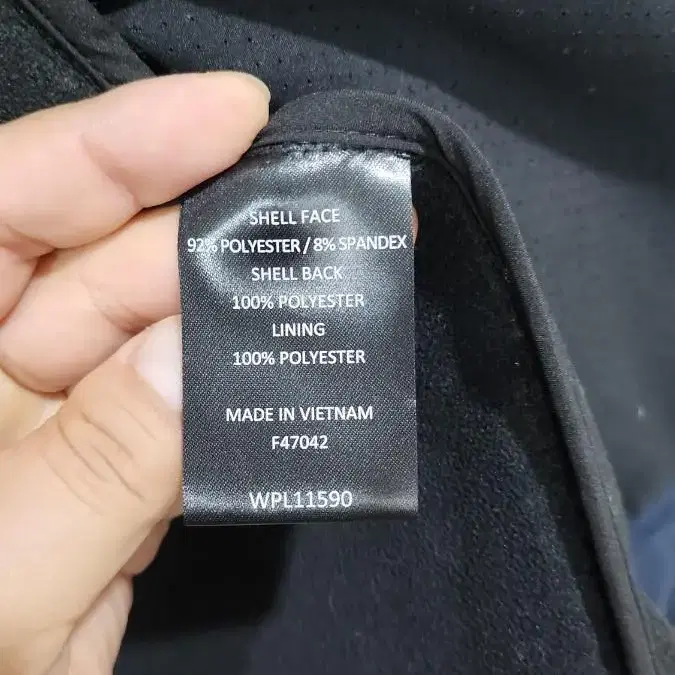 SHELL FACE
92% POLYESTER / 8% SPANDEX
SHELL BACK
100% POLYESTER
LINING
100% POLYESTER
MADE IN VIETNAM
F47042
WPL11590